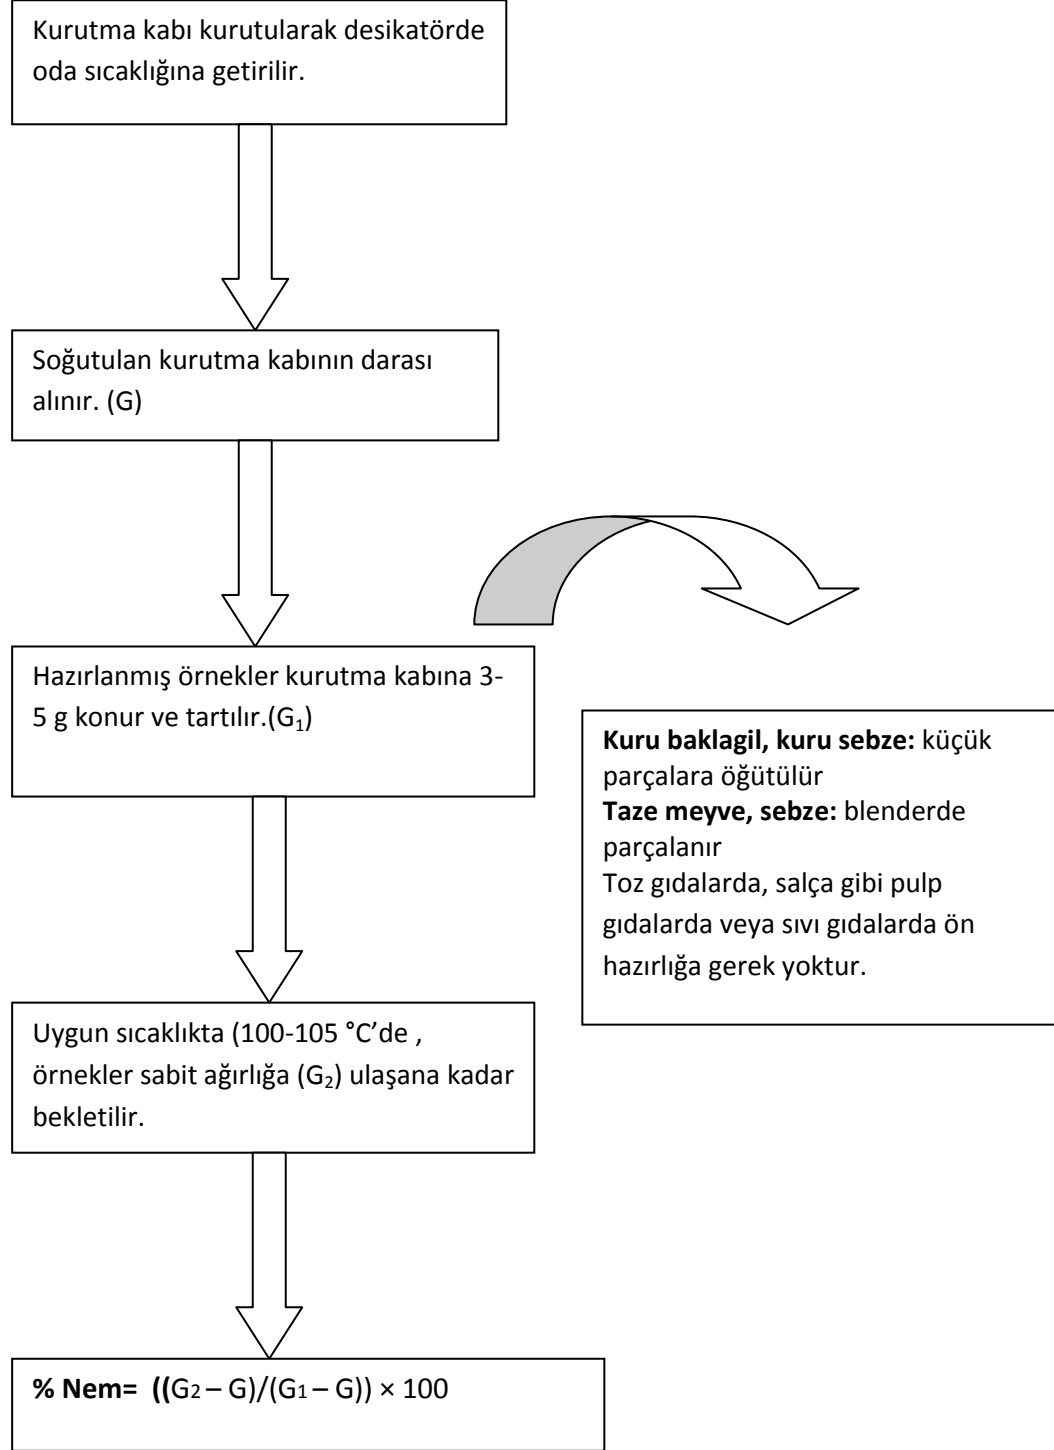 Kurutma kabı kurutularak desikatörde
oda sıcaklığına getirilir.
Soğutulan kurutma kabının darası
alınır. (G)
Hazırlanmış örnekler kurutma kabına 3-
5 g konur ve tartılır.(G₁)
Kuru baklagil, kuru sebze: küçük
parçalara öğütülür
Taze meyve, sebze: blenderde
parçalanır
Toz gıdalarda, salça gibi pulp
gıdalarda veya sıvı gıdalarda ön
hazırlığa gerek yoktur.
Uygun sıcaklıkta (100-105 °C’de ,
örnekler sabit ağırlığa (G₂) ulaşana kadar
bekletilir.
% Nem= ((G₂ – G)/(G₁ – G)) × 100